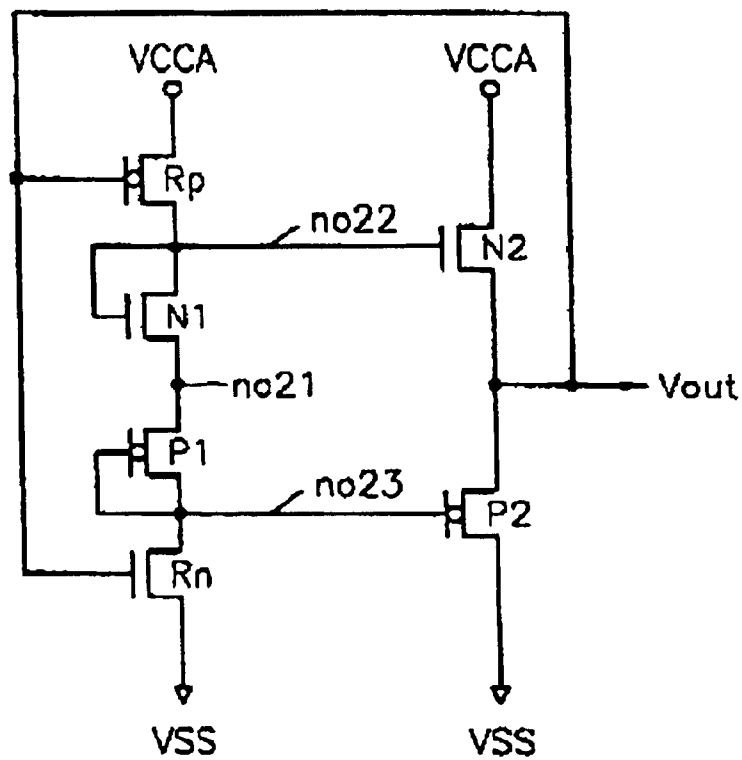 VCCA VCCA
Rp
no22
N2
N1
no21
Vout
P1
no23
P2
Rn
VSS VSS